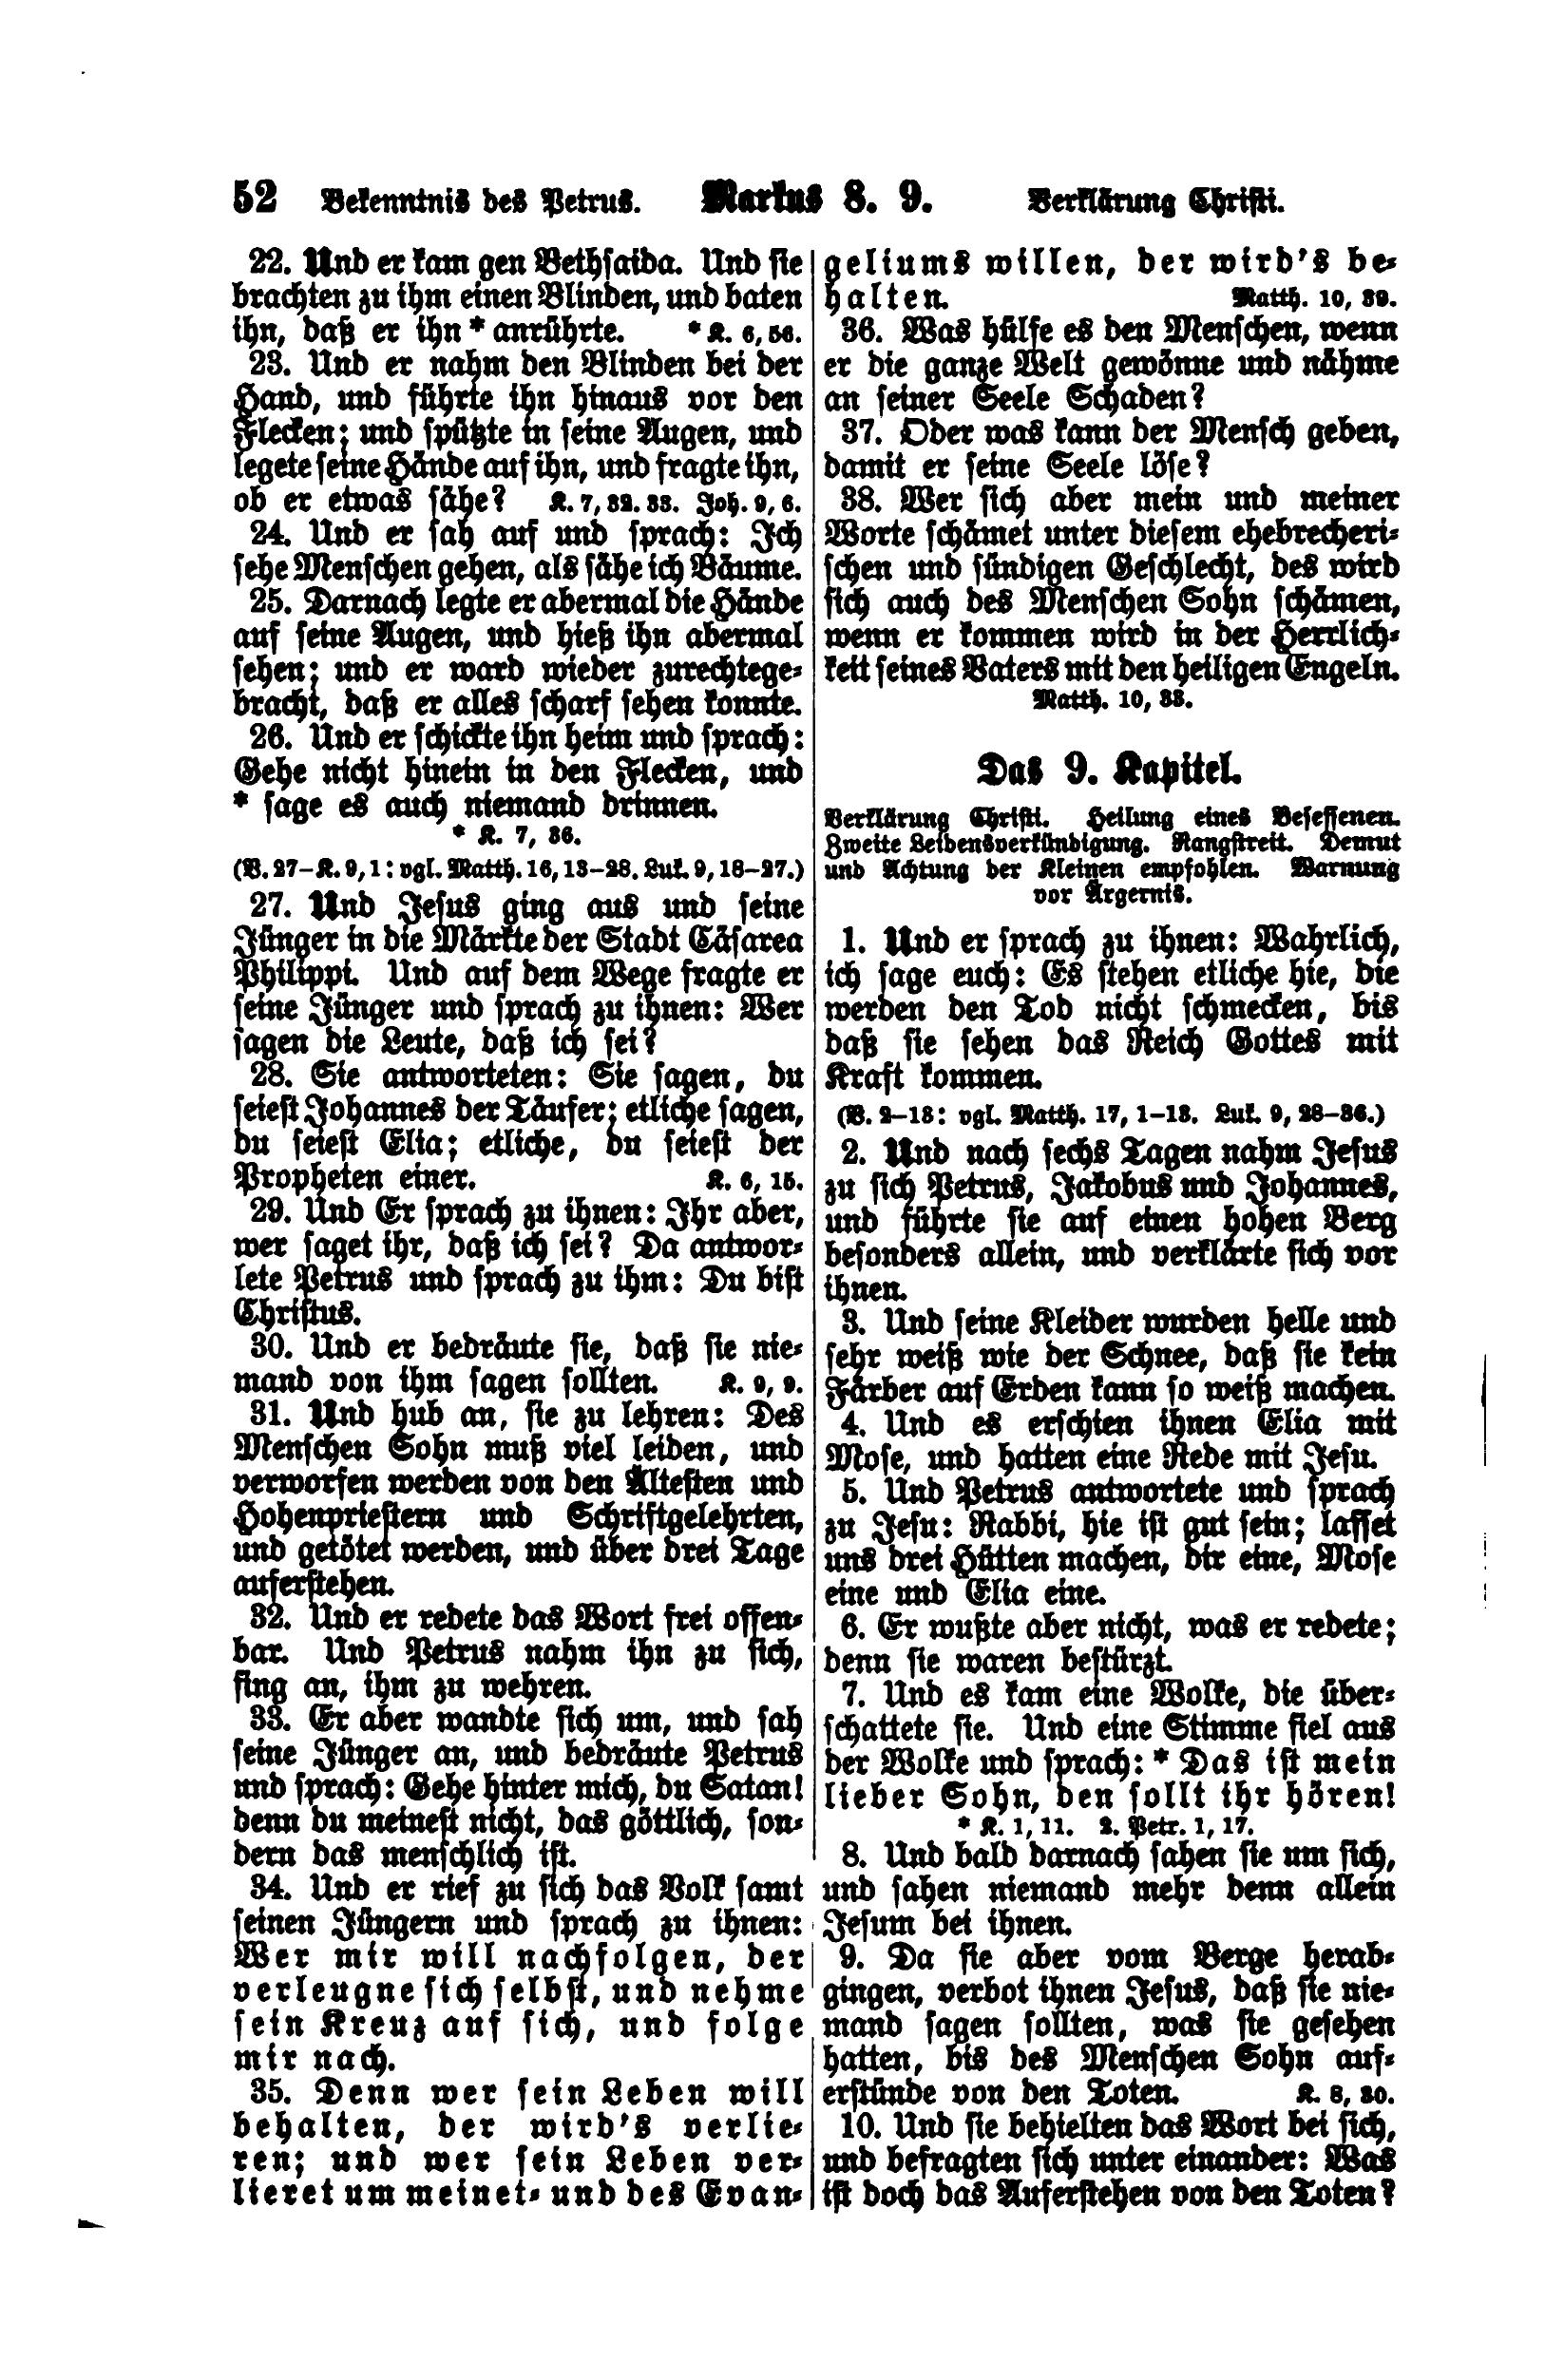 52 Bekenntnis des Petrus. Markus 8. 9. Verklärung Christi.
22. Und er kam gen Bethsaida. Und sie
brachten zu ihm einen Blinden, und baten
ihn, daß er ihn * anrührte. * K. 6, 56.
23. Und er nahm den Blinden bei der
Hand, und führte ihn hinaus vor den
Flecken; und spützte in seine Augen, und
legete seine Hände auf ihn, und fragte ihn,
ob er etwas sähe? K. 7, 32. 33. Joh. 9, 6.
24. Und er sah auf und sprach: Ich
sehe Menschen gehen, als sähe ich Bäume.
25. Darnach legte er abermal die Hände
auf seine Augen, und hieß ihn abermal
sehen; und er ward wieder zurechtege-
bracht, daß er alles scharf sehen konnte.
26. Und er schickte ihn heim und sprach:
Gehe nicht hinein in den Flecken, und
* sage es auch niemand drinnen.
* K. 7, 36.
(V. 27–K. 9, 1: vgl. Matth. 16, 13–28. Luk. 9, 18–27.)
27. Und Jesus ging aus und seine
Jünger in die Märkte der Stadt Cäsarea
Philippi. Und auf dem Wege fragte er
seine Jünger und sprach zu ihnen: Wer
sagen die Leute, daß ich sei?
28. Sie antworteten: Sie sagen, du
seiest Johannes der Täufer; etliche sagen,
du seiest Elia; etliche, du seiest der
Propheten einer. K. 6, 15.
29. Und Er sprach zu ihnen: Ihr aber,
wer saget ihr, daß ich sei? Da antwor-
tete Petrus und sprach zu ihm: Du bist
Christus.
30. Und er bedräute sie, daß sie nie-
mand von ihm sagen sollten. K. 9, 9.
31. Und hub an, sie zu lehren: Des
Menschen Sohn muß viel leiden, und
verworfen werden von den Ältesten und
Hohenpriestern und Schriftgelehrten,
und getötet werden, und über drei Tage
auferstehen.
32. Und er redete das Wort frei offen-
bar. Und Petrus nahm ihn zu sich,
fing an, ihm zu wehren.
33. Er aber wandte sich um, und sah
seine Jünger an, und bedräute Petrus
und sprach: Gehe hinter mich, du Satan!
denn du meinest nicht, das göttlich, son-
dern das menschlich ist.
34. Und er rief zu sich das Volk samt
seinen Jüngern und sprach zu ihnen:
Wer mir will nachfolgen, der
verleugne sich selbst, und nehme
sein Kreuz auf sich, und folge
mir nach.
35. Denn wer sein Leben will
behalten, der wird's verlie-
ren; und wer sein Leben ver-
lieret um meinet- und des Evan-
geliums willen, der wird's be-
halten. Matth. 10, 39.
36. Was hülfe es den Menschen, wenn
er die ganze Welt gewönne und nähme
an seiner Seele Schaden?
37. Oder was kann der Mensch geben,
damit er seine Seele löse?
38. Wer sich aber mein und meiner
Worte schämet unter diesem ehebrecheri-
schen und sündigen Geschlecht, des wird
sich auch des Menschen Sohn schämen,
wenn er kommen wird in der Herrlich-
keit seines Vaters mit den heiligen Engeln.
Matth. 10, 33.
Das 9. Kapitel.
Verklärung Christi. Heilung eines Besessenen.
Zweite Leidensverkündigung. Rangstreit. Demut
und Achtung der Kleinen empfohlen. Warnung
vor Ärgernis.
1. Und er sprach zu ihnen: Wahrlich,
ich sage euch: Es stehen etliche hie, die
werden den Tod nicht schmecken, bis
daß sie sehen das Reich Gottes mit
Kraft kommen.
(V. 2–13: vgl. Matth. 17, 1–13. Luk. 9, 28–36.)
2. Und nach sechs Tagen nahm Jesus
zu sich Petrus, Jakobus und Johannes,
und führte sie auf einen hohen Berg
besonders allein, und verklärte sich vor
ihnen.
3. Und seine Kleider wurden helle und
sehr weiß wie der Schnee, daß sie kein
Färber auf Erden kann so weiß machen.
4. Und es erschien ihnen Elia mit
Mose, und hatten eine Rede mit Jesu.
5. Und Petrus antwortete und sprach
zu Jesu: Rabbi, hie ist gut sein; lasset
uns drei Hütten machen, dir eine, Mose
eine und Elia eine.
6. Er wußte aber nicht, was er redete;
denn sie waren bestürzt.
7. Und es kam eine Wolke, die über-
schattete sie. Und eine Stimme fiel aus
der Wolke und sprach: * Das ist mein
lieber Sohn, den sollt ihr hören!
* K. 1, 11. 2. Petr. 1, 17.
8. Und bald darnach sahen sie um sich,
und sahen niemand mehr denn allein
Jesum bei ihnen.
9. Da sie aber vom Berge herab-
gingen, verbot ihnen Jesus, daß sie nie-
mand sagen sollten, was sie gesehen
hatten, bis des Menschen Sohn auf-
erstünde von den Toten. K. 8, 30.
10. Und sie behielten das Wort bei sich,
und befragten sich unter einander: Was
ist doch das Auferstehen von den Toten?